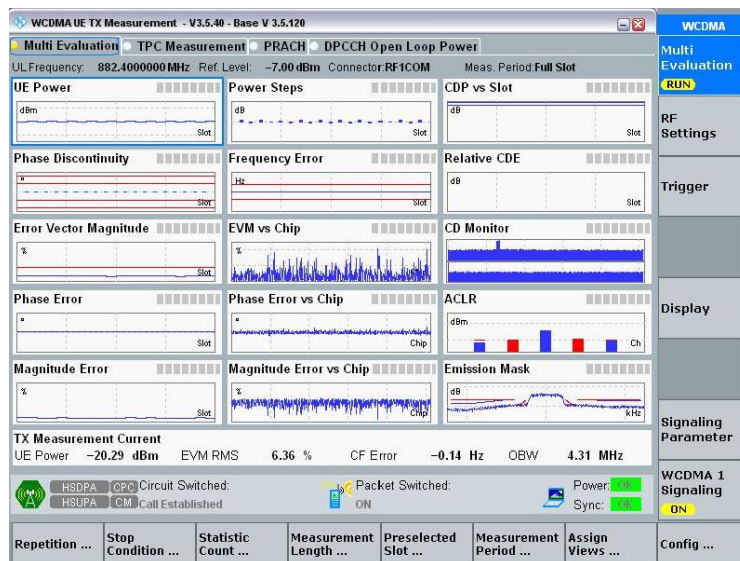 WCDMA UE TX Measurement - V3.5.40 - Base V 3.5.120
WCDMA
Multi Evaluation TPC Measurement PRACH DPCCH Open Loop Power
Multi
Evaluation
RUN
UL Frequency: 882.4000000 MHz Ref. Level: -7.00 dBm Connector:RF1COM Meas. Period:Full Slot
UE Power
dBm
Slot
Power Steps
dB
Slot
CDP vs Slot
dB
Slot
RF
Settings
Phase Discontinuity
°
Slot
Frequency Error
Hz
Slot
Relative CDE
dB
Slot
Trigger
Error Vector Magnitude
%
Slot
EVM vs Chip
%
CD Monitor
Phase Error
°
Slot
Phase Error vs Chip
°
Chip
ACLR
dBm
Ch
Display
Magnitude Error
%
Slot
Magnitude Error vs Chip
%
Chip
Emission Mask
dB
kHz
Signaling
Parameter
TX Measurement Current
UE Power -20.29 dBm EVM RMS 6.36 % CF Error -0.14 Hz OBW 4.31 MHz
HSDPA CPC Circuit Switched:
HSUPA CM Call Established
Packet Switched:
ON
Power: OK
Sync: OK
WCDMA 1
Signaling
ON
Repetition ...
Stop
Condition ...
Statistic
Count ...
Measurement
Length ...
Preselected
Slot ...
Measurement
Period ...
Assign
Views ...
Config ...